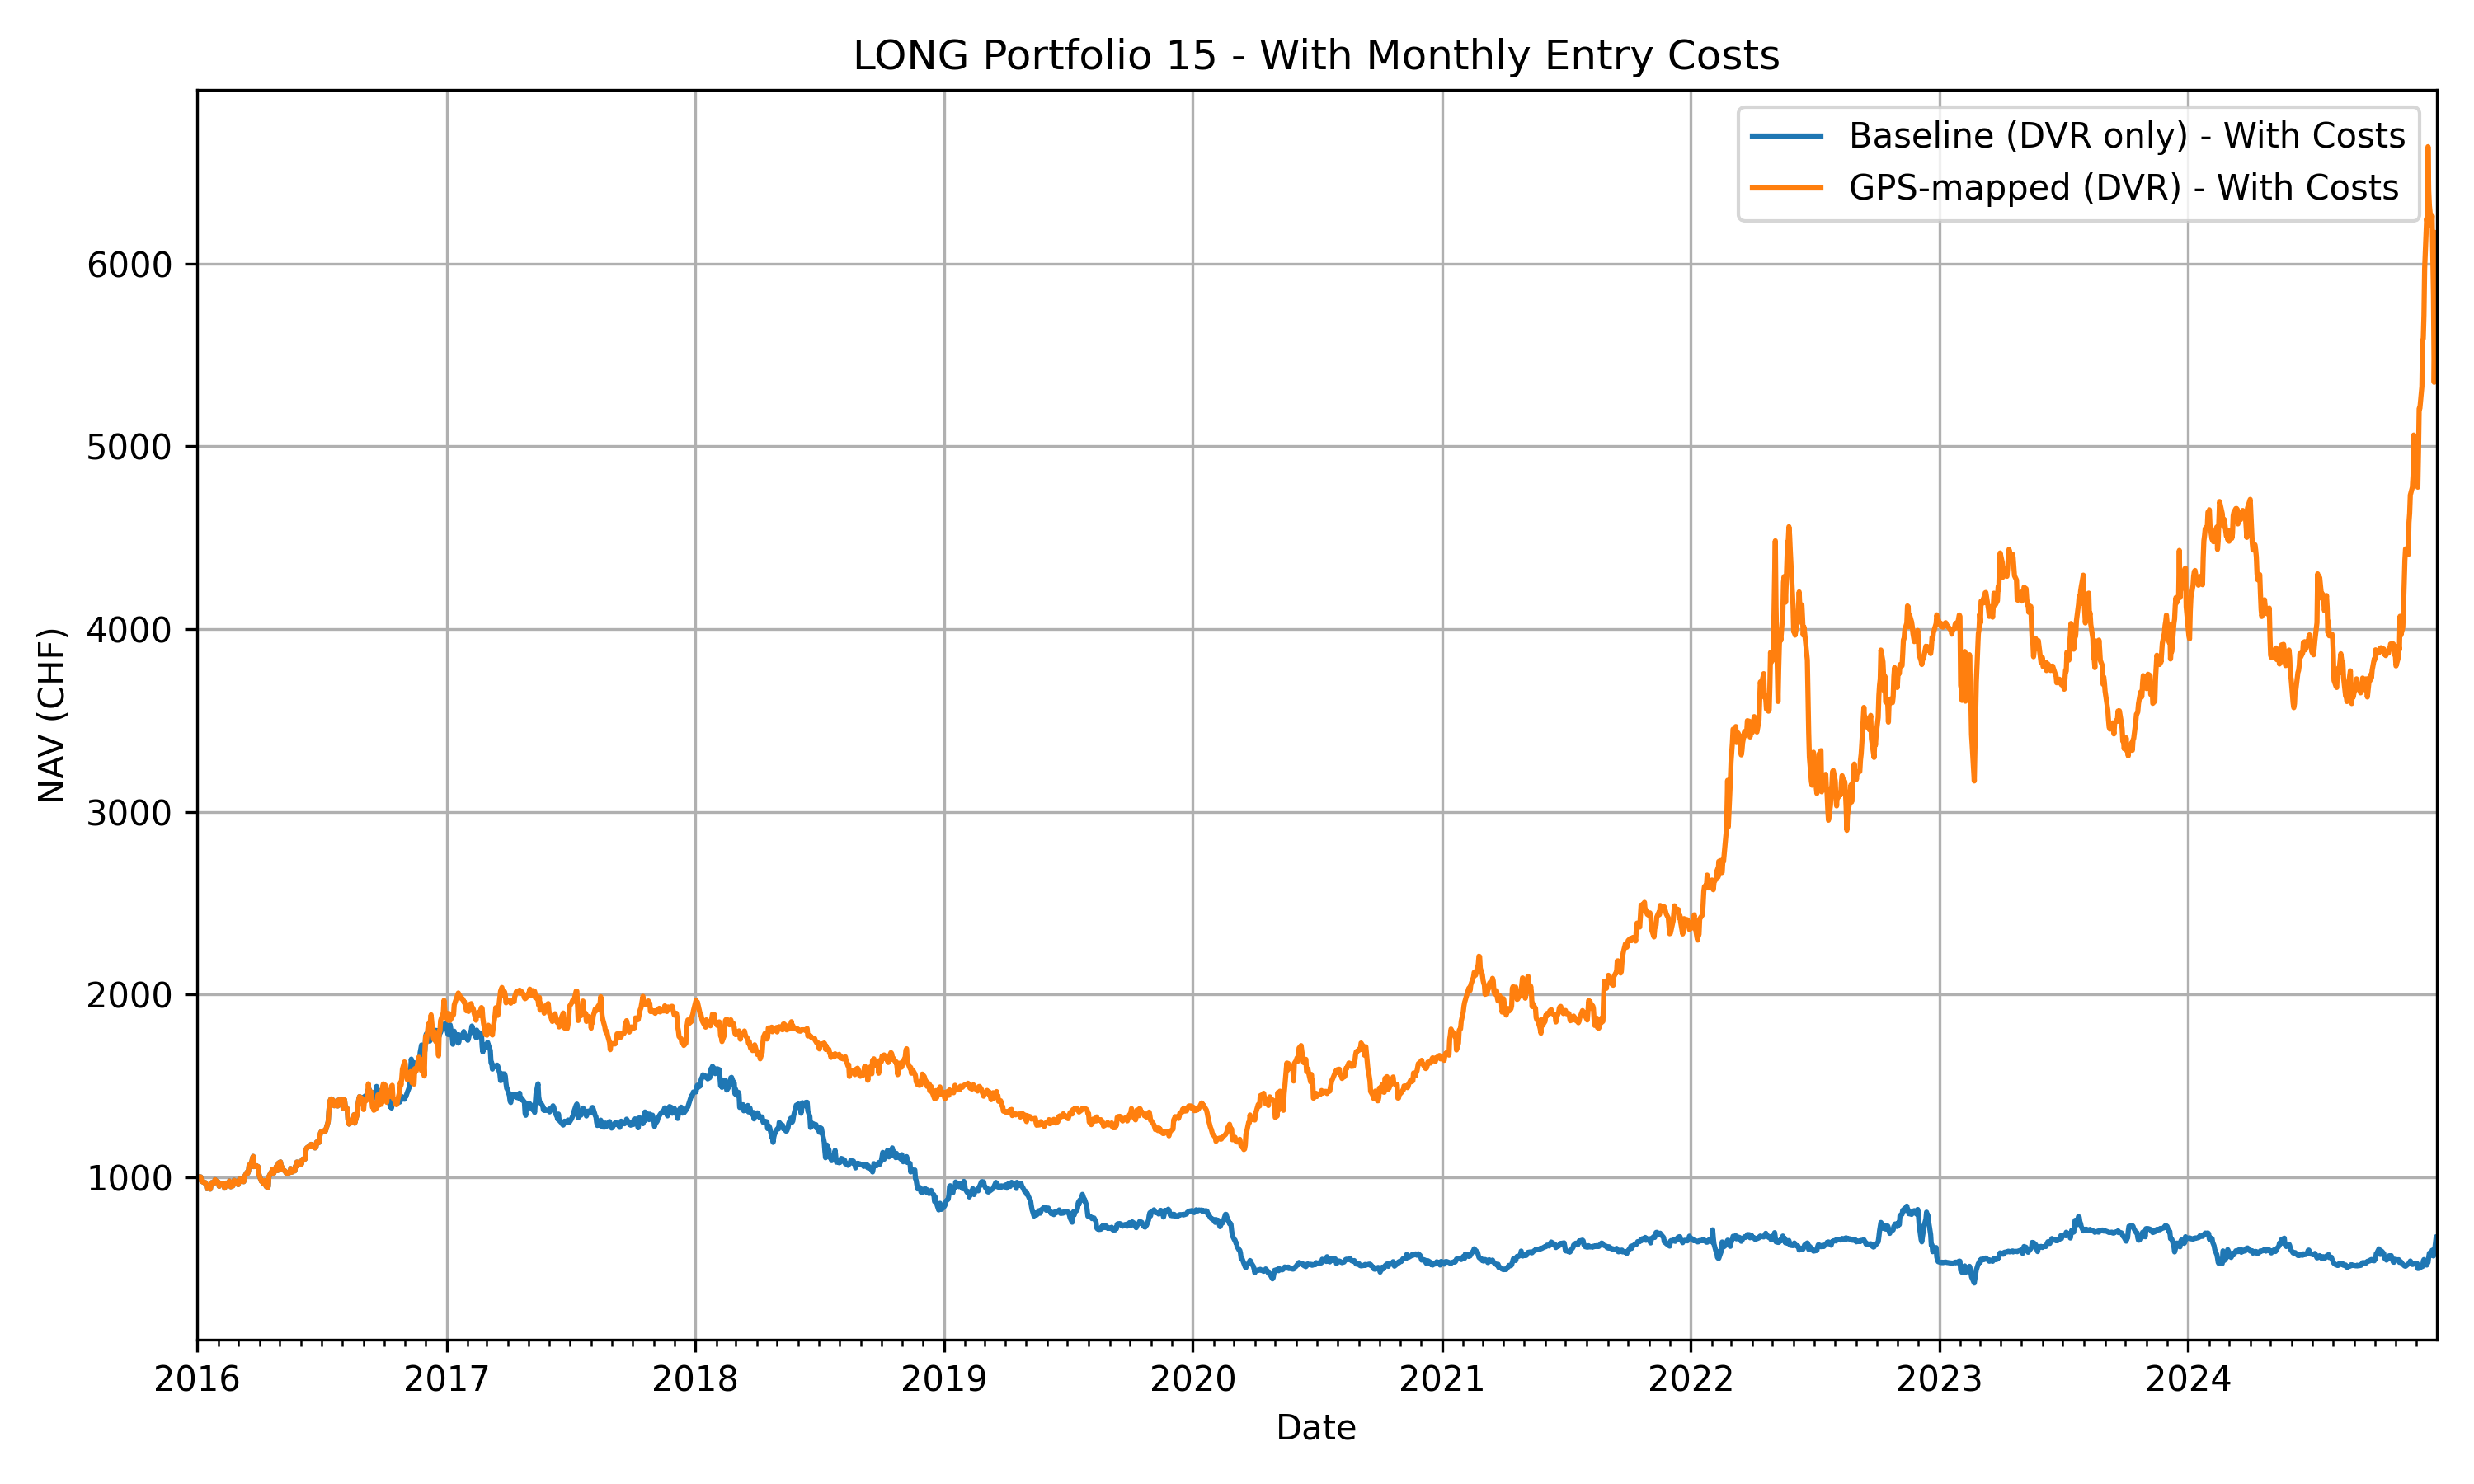 LONG Portfolio 15 - With Monthly Entry Costs
Baseline (DVR only) - With Costs
GPS-mapped (DVR) - With Costs
6000
5000
4000
3000
2000
1000
NAV (CHF)
2016 2017 2018 2019 2020 2021 2022 2023 2024
Date